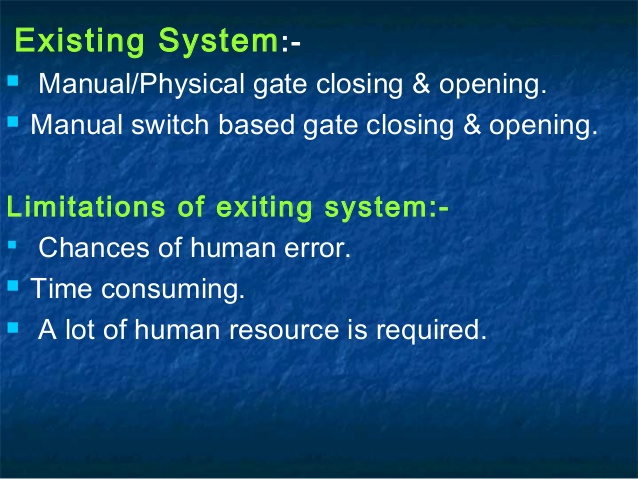 Existing System:-
▪ Manual/Physical gate closing & opening.
▪ Manual switch based gate closing & opening.
Limitations of exiting system:-
▪ Chances of human error.
▪ Time consuming.
▪ A lot of human resource is required.